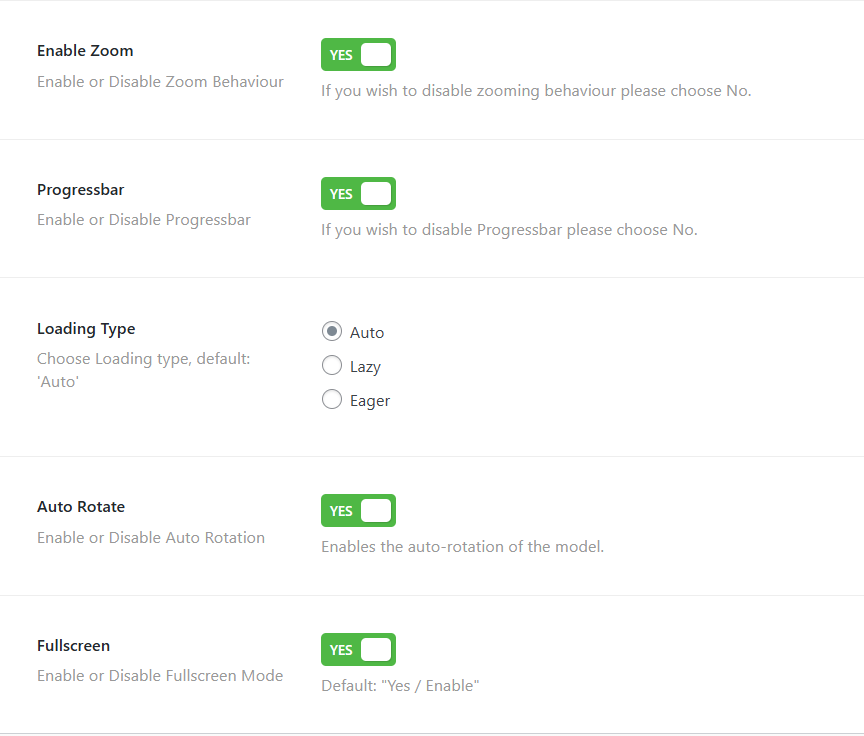 Enable Zoom
YES
Enable or Disable Zoom Behaviour
If you wish to disable zooming behaviour please choose No.
Progressbar
YES
Enable or Disable Progressbar
If you wish to disable Progressbar please choose No.
Loading Type
Choose Loading type, default:
'Auto'
Auto
Lazy
Eager
Auto Rotate
YES
Enable or Disable Auto Rotation
Enables the auto-rotation of the model.
Fullscreen
YES
Enable or Disable Fullscreen Mode
Default: "Yes / Enable"